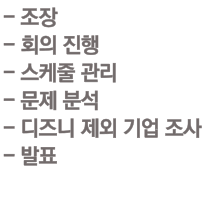 - 조장
- 회의 진행
- 스케줄 관리
- 문제 분석
- 디즈니 제외 기업 조사
- 발표